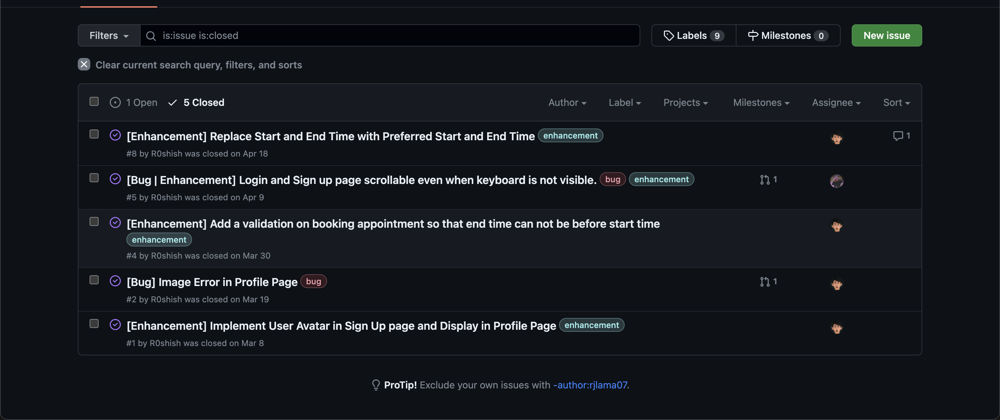 Filters is:issue is:closed Labels 9 Milestones 0 New issue
Clear current search query, filters, and sorts
1 Open 5 Closed Author Label Projects Milestones Assignee Sort
[Enhancement] Replace Start and End Time with Preferred Start and End Time enhancement 1
#8 by R0shish was closed on Apr 18
[Bug | Enhancement] Login and Sign up page scrollable even when keyboard is not visible. bug enhancement 1
#5 by R0shish was closed on Apr 9
[Enhancement] Add a validation on booking appointment so that end time can not be before start time
enhancement
#4 by R0shish was closed on Mar 30
[Bug] Image Error in Profile Page bug 1
#2 by R0shish was closed on Mar 19
[Enhancement] Implement User Avatar in Sign Up page and Display in Profile Page enhancement
#1 by R0shish was closed on Mar 8
ProTip! Exclude your own issues with -author:rjlama07.